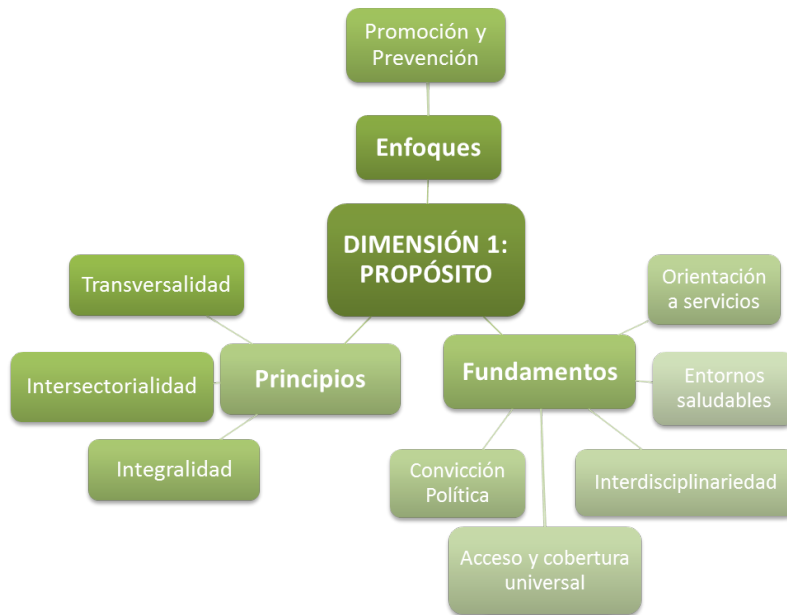 Promoción y
Prevención
Enfoques
DIMENSIÓN 1:
PROPÓSITO
Transversalidad
Intersectorialidad
Principios
Integralidad
Fundamentos
Orientación
a servicios
Entornos
saludables
Interdisciplinariedad
Convicción
Política
Acceso y cobertura
universal